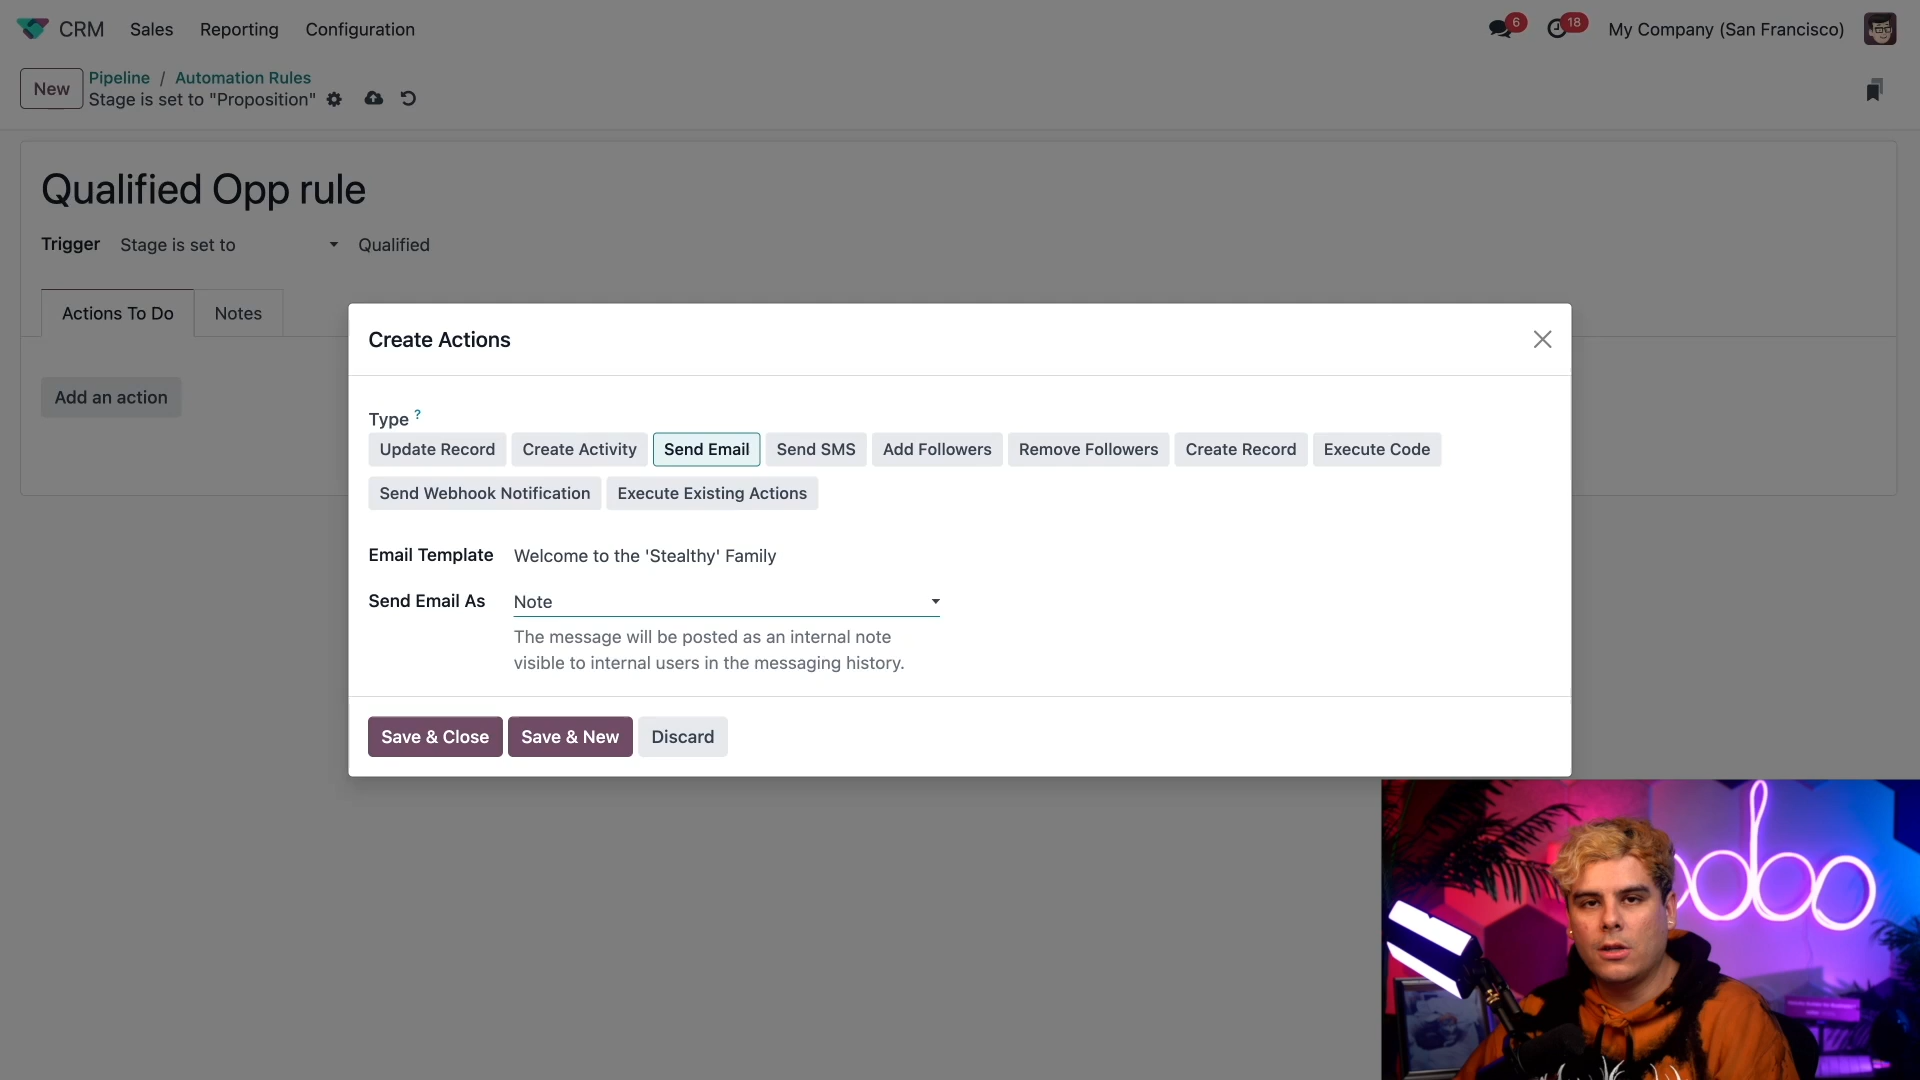 CRM Sales Reporting Configuration 6 18 My Company (San Francisco)
New Pipeline / Automation Rules
Stage is set to "Proposition"
Qualified Opp rule
Trigger Stage is set to Qualified
Actions To Do Notes
Add an action
Create Actions
Type ?
Update Record Create Activity Send Email Send SMS Add Followers Remove Followers Create Record Execute Code
Send Webhook Notification Execute Existing Actions
Email Template Welcome to the 'Stealthy' Family
Send Email As Note
The message will be posted as an internal note
visible to internal users in the messaging history.
Save & Close Save & New Discard
odoo